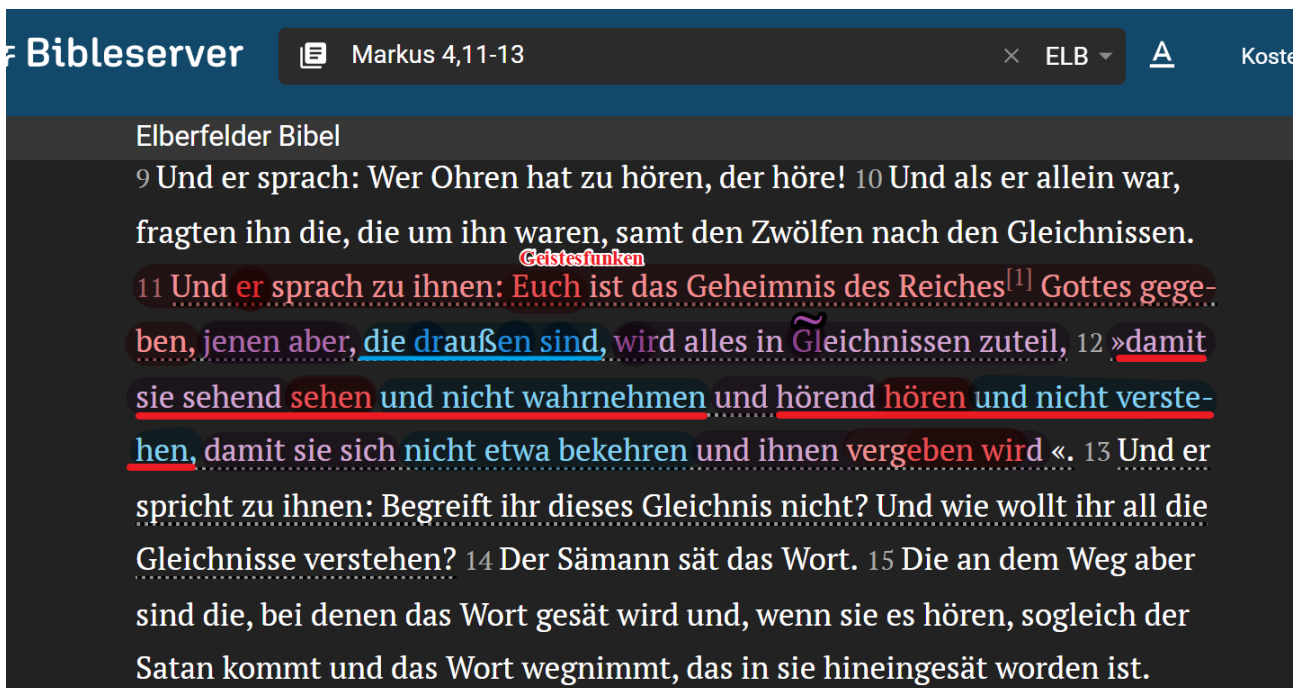 Bibleserver
Markus 4,11-13
ELB
A
Elberfelder Bibel
9 Und er sprach: Wer Ohren hat zu hören, der höre! 10 Und als er allein war,
fragten ihn die, die um ihn waren, samt den Zwölfen nach den Gleichnissen.
Geistesfunken
11 Und er sprach zu ihnen: Euch ist das Geheimnis des Reiches[1] Gottes gege-
ben, jenen aber, die draußen sind, wird alles in Gleichnissen zuteil, 12 »damit
sie sehend sehen und nicht wahrnehmen und hörend hören und nicht verste-
hen, damit sie sich nicht etwa bekehren und ihnen vergeben wird «. 13 Und er
spricht zu ihnen: Begreift ihr dieses Gleichnis nicht? Und wie wollt ihr all die
Gleichnisse verstehen? 14 Der Sämann sät das Wort. 15 Die an dem Weg aber
sind die, bei denen das Wort gesät wird und, wenn sie es hören, sogleich der
Satan kommt und das Wort wegnimmt, das in sie hineingesät worden ist.